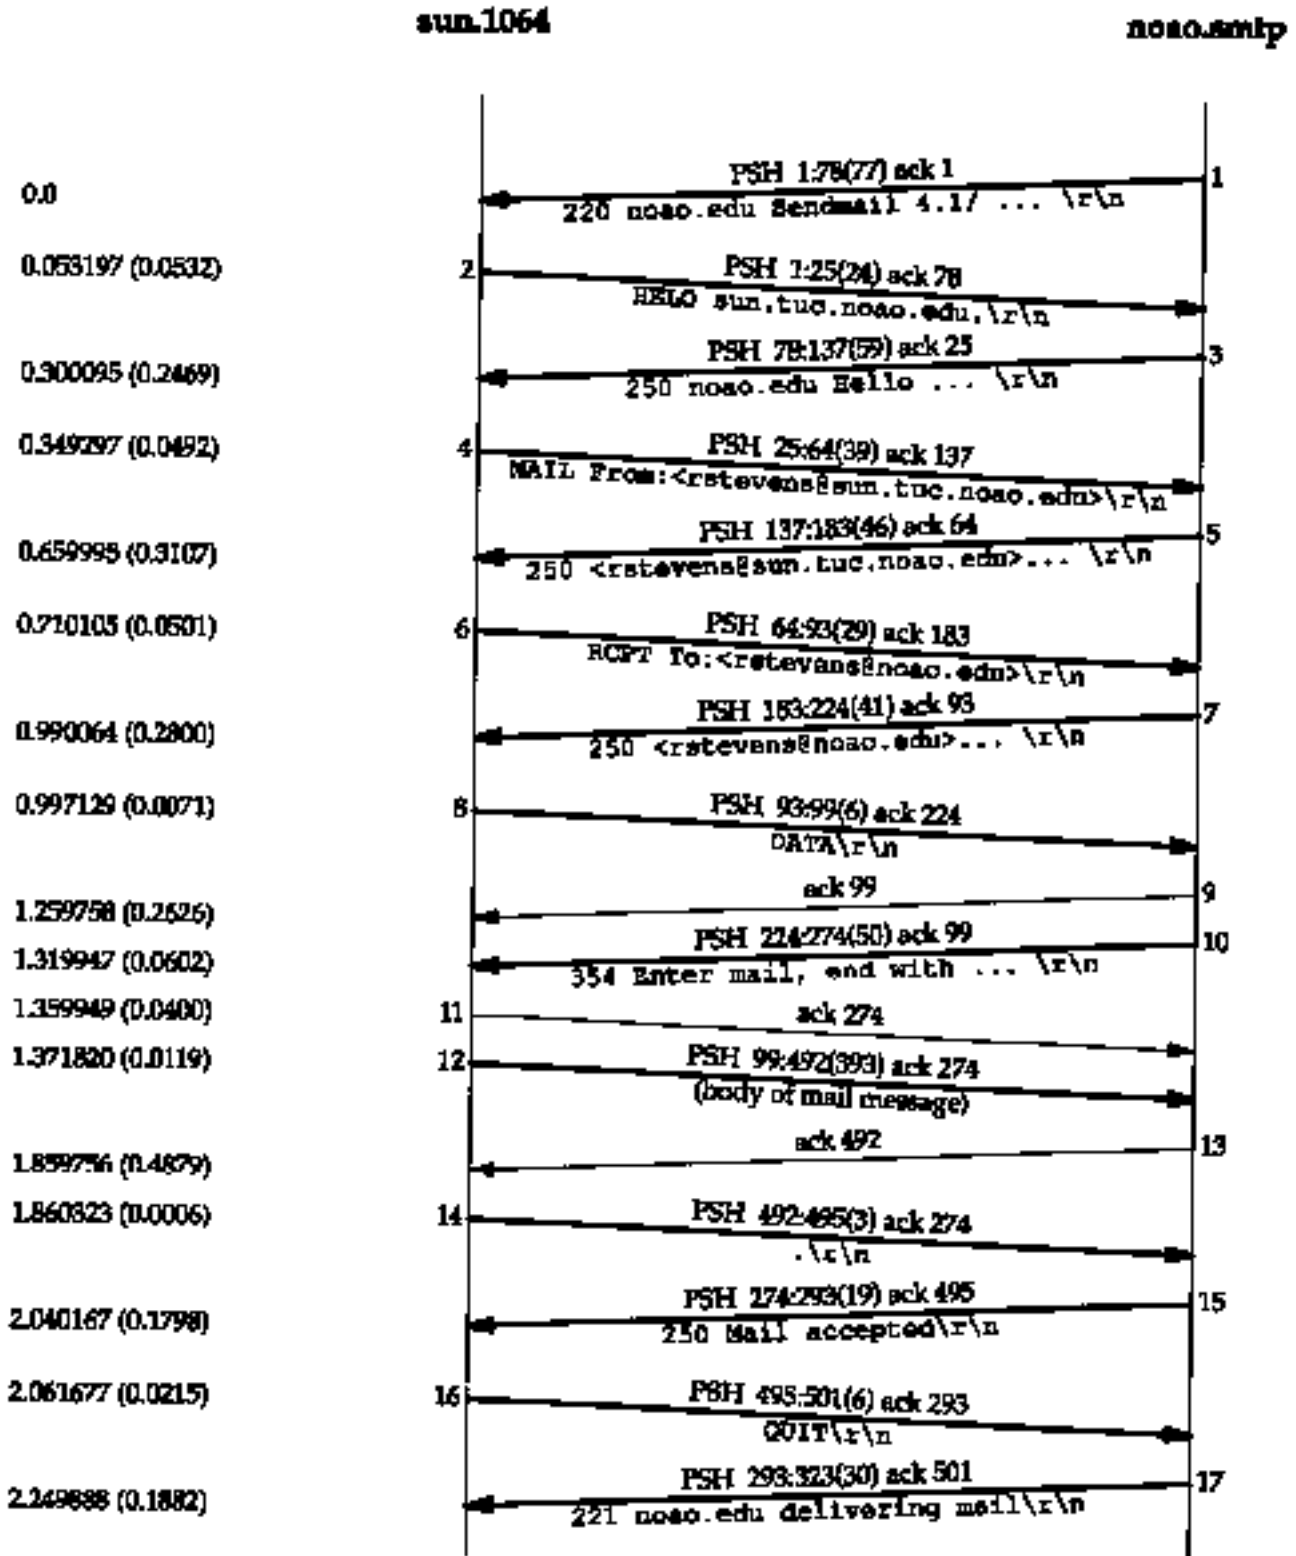 sun.1064 noao.smtp
0.0 PSH 1:78(77) ack 1 1
220 noao.edu Sendmail 4.1/ ... \r\n
0.053197 (0.0532) 2 PSH 1:25(24) ack 78
HELO sun.tuc.noao.edu.\r\n
PSH 78:137(59) ack 25 3
0.300095 (0.2469) 250 noao.edu Hello ... \r\n
0.349297 (0.0492) 4 PSH 25:64(39) ack 137
MAIL From:<rstevens@sun.tuc.noao.edu>\r\n
PSH 137:183(46) ack 64 5
0.659998 (0.3107) 250 <rstevens@sun.tuc.noao.edu>... \r\n
0.710105 (0.0501) 6 PSH 64:93(29) ack 183
RCPT To:<rstevens@noao.edu>\r\n
PSH 183:224(41) ack 93 7
0.990064 (0.2800) 250 <rstevens@noao.edu>... \r\n
0.997129 (0.0071) 8 PSH 93:99(6) ack 224
DATA\r\n
ack 99 9
1.259758 (0.2626)
PSH 224:274(50) ack 99 10
1.319947 (0.0602) 354 Enter mail, end with ... \r\n
1.359949 (0.0400) 11 ack 274
1.371820 (0.0119) 12 PSH 99:492(393) ack 274
(body of mail message)
ack 492 13
1.859756 (0.4879)
1.860323 (0.0006) 14 PSH 492:495(3) ack 274
.\r\n
PSH 274:293(19) ack 495 15
2.040167 (0.1798) 250 Mail accepted\r\n
2.061677 (0.0215) 16 PSH 495:501(6) ack 293
QUIT\r\n
PSH 293:323(30) ack 501 17
2.249888 (0.1882) 221 noao.edu delivering mail\r\n